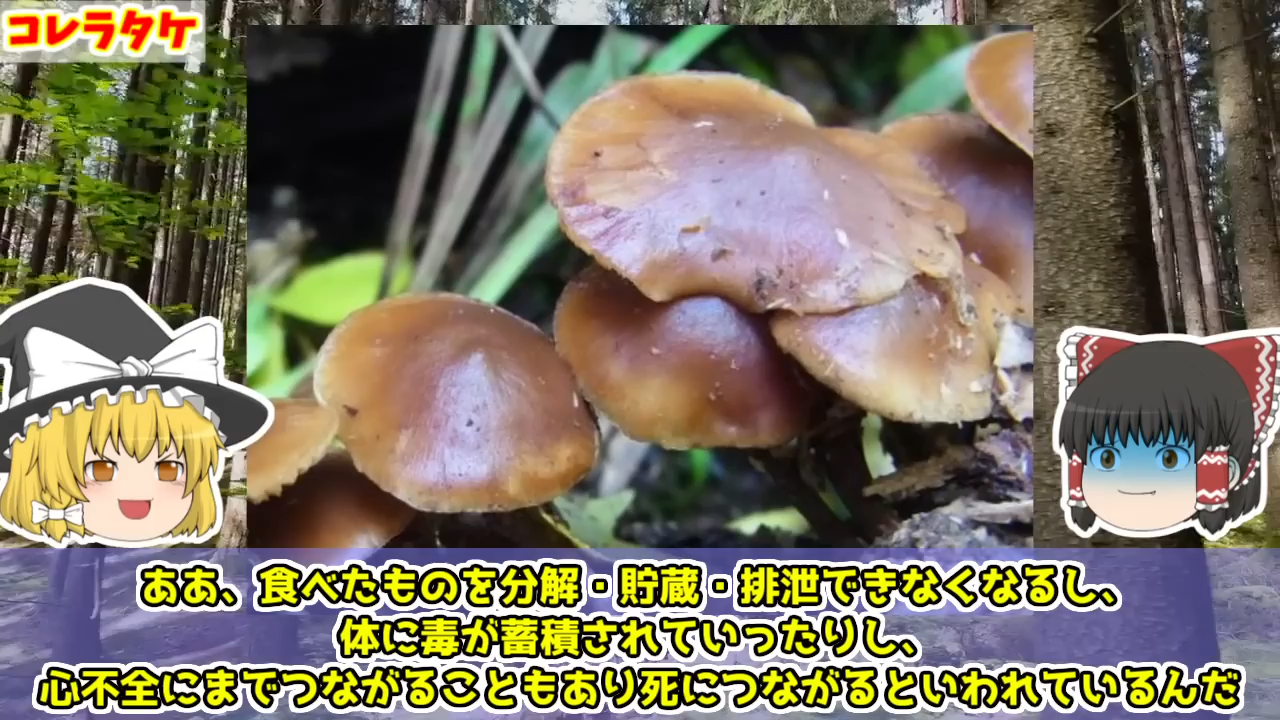 コレラタケ
ああ、食べたものを分解・貯蔵・排泄できなくなるし、
体に毒が蓄積されていったりし、
心不全にまでつながることもあり死につながるといわれているんだ